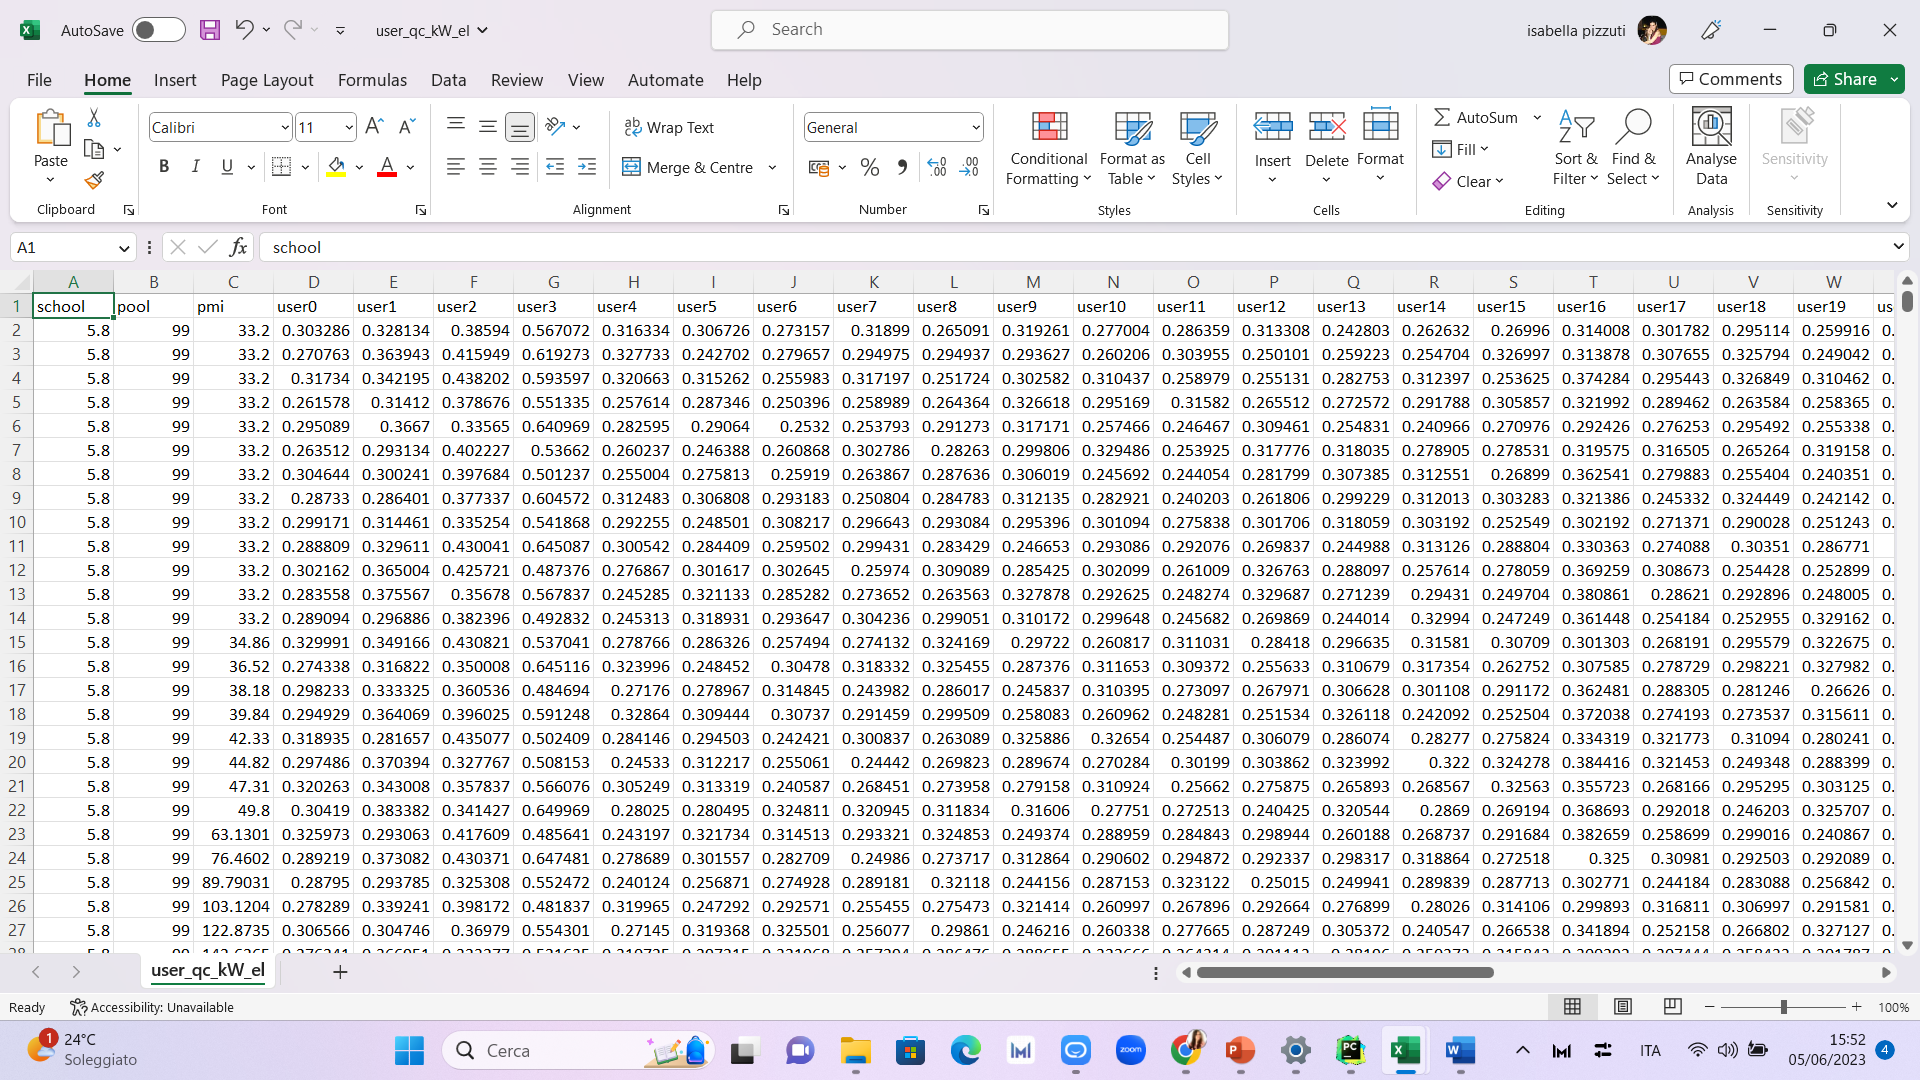 AutoSave
user_qc_kW_el
Search
isabella pizzuti
File Home Insert Page Layout Formulas Data Review View Automate Help
Comments Share
Paste
Clipboard
Calibri 11
B I U
Font
Wrap Text
Merge & Centre
Alignment
General
Number
Conditional Formatting
Format as Table
Cell Styles
Styles
Insert Delete Format
Cells
AutoSum
Fill
Clear
Sort & Filter
Find & Select
Editing
Analyse Data
Analysis
Sensitivity
Sensitivity
A1 fx school
A B C D E F G H I J K L M N O P Q R S T U V W
1 school pool pmi user0 user1 user2 user3 user4 user5 user6 user7 user8 user9 user10 user11 user12 user13 user14 user15 user16 user17 user18 user19 us
2 5.8 99 33.2 0.303286 0.328134 0.38594 0.567072 0.316334 0.306726 0.273157 0.31899 0.265091 0.319261 0.277004 0.286359 0.313308 0.242803 0.262632 0.26996 0.314008 0.301782 0.295114 0.259916 0.
3 5.8 99 33.2 0.270763 0.363943 0.415949 0.619273 0.327733 0.242702 0.279657 0.294975 0.294937 0.293627 0.260206 0.303955 0.250101 0.259223 0.254704 0.326997 0.313878 0.307655 0.325794 0.249042 0.
4 5.8 99 33.2 0.31734 0.342195 0.438202 0.593597 0.320663 0.315262 0.255983 0.317197 0.251724 0.302582 0.310437 0.258979 0.255131 0.282753 0.312397 0.253625 0.374284 0.295443 0.326849 0.310462 0.
5 5.8 99 33.2 0.261578 0.31412 0.378676 0.551335 0.257614 0.287346 0.250396 0.258989 0.264364 0.326618 0.295169 0.31582 0.265512 0.272572 0.291788 0.305857 0.321992 0.289462 0.263584 0.258365 0.
6 5.8 99 33.2 0.295089 0.3667 0.33565 0.640969 0.282595 0.29064 0.2532 0.253793 0.291273 0.317171 0.257466 0.246467 0.309461 0.254831 0.240966 0.270976 0.292426 0.276253 0.295492 0.255338 0.
7 5.8 99 33.2 0.263512 0.293134 0.402227 0.53662 0.260237 0.246388 0.260868 0.302786 0.28263 0.299806 0.329486 0.253925 0.317776 0.318035 0.278905 0.278531 0.319575 0.316505 0.265264 0.319158 0.
8 5.8 99 33.2 0.304644 0.300241 0.397684 0.501237 0.255004 0.275813 0.25919 0.263867 0.287636 0.306019 0.245692 0.244054 0.281799 0.307385 0.312551 0.26899 0.362541 0.279883 0.255404 0.240351 0.
9 5.8 99 33.2 0.28733 0.286401 0.377337 0.604572 0.312483 0.306808 0.293183 0.250804 0.284783 0.312135 0.282921 0.240203 0.261806 0.299229 0.312013 0.303283 0.321386 0.245332 0.324449 0.242142 0.
10 5.8 99 33.2 0.299171 0.314461 0.335254 0.541868 0.292255 0.248501 0.308217 0.296643 0.293084 0.295396 0.301094 0.275838 0.301706 0.318059 0.303192 0.252549 0.302192 0.271371 0.290028 0.251243 0.
11 5.8 99 33.2 0.288809 0.329611 0.430041 0.645087 0.300542 0.284409 0.259502 0.299431 0.283429 0.246653 0.293086 0.292076 0.269837 0.244988 0.313126 0.288804 0.330363 0.274088 0.30351 0.286771
12 5.8 99 33.2 0.302162 0.365004 0.425721 0.487376 0.276867 0.301617 0.302645 0.25974 0.309089 0.285425 0.302099 0.261009 0.326763 0.288097 0.257614 0.278059 0.369259 0.308673 0.254428 0.252899 0.
13 5.8 99 33.2 0.283558 0.375567 0.35678 0.567837 0.245285 0.321133 0.285282 0.273652 0.263563 0.327878 0.292625 0.248274 0.329687 0.271239 0.29431 0.249704 0.380861 0.28621 0.292896 0.248005 0.
14 5.8 99 33.2 0.289094 0.296886 0.382396 0.492832 0.245313 0.318931 0.293647 0.304236 0.299051 0.310172 0.299648 0.245682 0.269869 0.244014 0.32994 0.247249 0.361448 0.254184 0.252955 0.329162 0.
15 5.8 99 34.86 0.329991 0.349166 0.430821 0.537041 0.278766 0.286326 0.257494 0.274132 0.324169 0.29722 0.260817 0.311031 0.28418 0.296635 0.31581 0.30709 0.301303 0.268191 0.295579 0.322675 0.
16 5.8 99 36.52 0.274338 0.316822 0.350008 0.645116 0.323996 0.248452 0.30478 0.318332 0.325455 0.287376 0.311653 0.309372 0.255633 0.310679 0.317354 0.262752 0.307585 0.278729 0.298221 0.327982 0.
17 5.8 99 38.18 0.298233 0.333325 0.360536 0.484694 0.27176 0.278967 0.314845 0.243982 0.286017 0.245837 0.310395 0.273097 0.267971 0.306628 0.301108 0.291172 0.362481 0.288305 0.281246 0.26626 0.
18 5.8 99 39.84 0.294929 0.364069 0.396025 0.591248 0.32864 0.309444 0.30737 0.291459 0.299509 0.258083 0.260962 0.248281 0.251534 0.326118 0.242092 0.252504 0.372038 0.274193 0.273537 0.315611 0.
19 5.8 99 42.33 0.318935 0.281657 0.435077 0.502409 0.284146 0.294503 0.242421 0.300837 0.263089 0.325886 0.32654 0.254487 0.306079 0.286074 0.28277 0.275824 0.334319 0.321773 0.31094 0.280241 0.
20 5.8 99 44.82 0.297486 0.370394 0.327767 0.508153 0.24533 0.312217 0.255061 0.24442 0.269823 0.289674 0.270284 0.30199 0.303862 0.323992 0.322 0.324278 0.384416 0.321453 0.249348 0.288399 0.
21 5.8 99 47.31 0.320263 0.343008 0.357837 0.566076 0.305249 0.313319 0.240587 0.268451 0.273958 0.279158 0.310924 0.25662 0.275875 0.265893 0.268567 0.32563 0.355723 0.268166 0.295295 0.303125 0.
22 5.8 99 49.8 0.30419 0.383382 0.341427 0.649969 0.28025 0.280495 0.324811 0.320945 0.311834 0.31606 0.27751 0.272513 0.240425 0.320544 0.2869 0.269194 0.368693 0.292018 0.246203 0.325707 0.
23 5.8 99 63.1301 0.325973 0.293063 0.417609 0.485641 0.243197 0.321734 0.314513 0.293321 0.324853 0.249374 0.288959 0.284843 0.298944 0.260188 0.268737 0.291684 0.382659 0.258699 0.299016 0.240867 0.
24 5.8 99 76.4602 0.289219 0.373082 0.430371 0.647481 0.278689 0.301557 0.282709 0.24986 0.273717 0.312864 0.290602 0.294872 0.292337 0.298317 0.318864 0.272518 0.325 0.30981 0.292503 0.292089 0.
25 5.8 99 89.79031 0.28795 0.293785 0.325308 0.552472 0.240124 0.256871 0.274928 0.289181 0.32118 0.244156 0.287153 0.323122 0.25015 0.249941 0.289839 0.287713 0.302771 0.244184 0.283088 0.256842 0.
26 5.8 99 103.1204 0.278289 0.339241 0.398172 0.481837 0.319965 0.247292 0.292571 0.255455 0.275473 0.321414 0.260997 0.267896 0.292664 0.276899 0.28026 0.314106 0.299893 0.316811 0.306997 0.291581 0.
27 5.8 99 122.8735 0.306566 0.304746 0.36979 0.554301 0.27145 0.319368 0.325501 0.256077 0.29861 0.246216 0.260338 0.277665 0.287249 0.305372 0.240547 0.266538 0.341894 0.252158 0.266802 0.327127 0.
user_qc_kW_el
Ready Accessibility: Unavailable 100%
1 24°C
Soleggiato
Cerca
zoom
ITA
15:52
05/06/2023
4